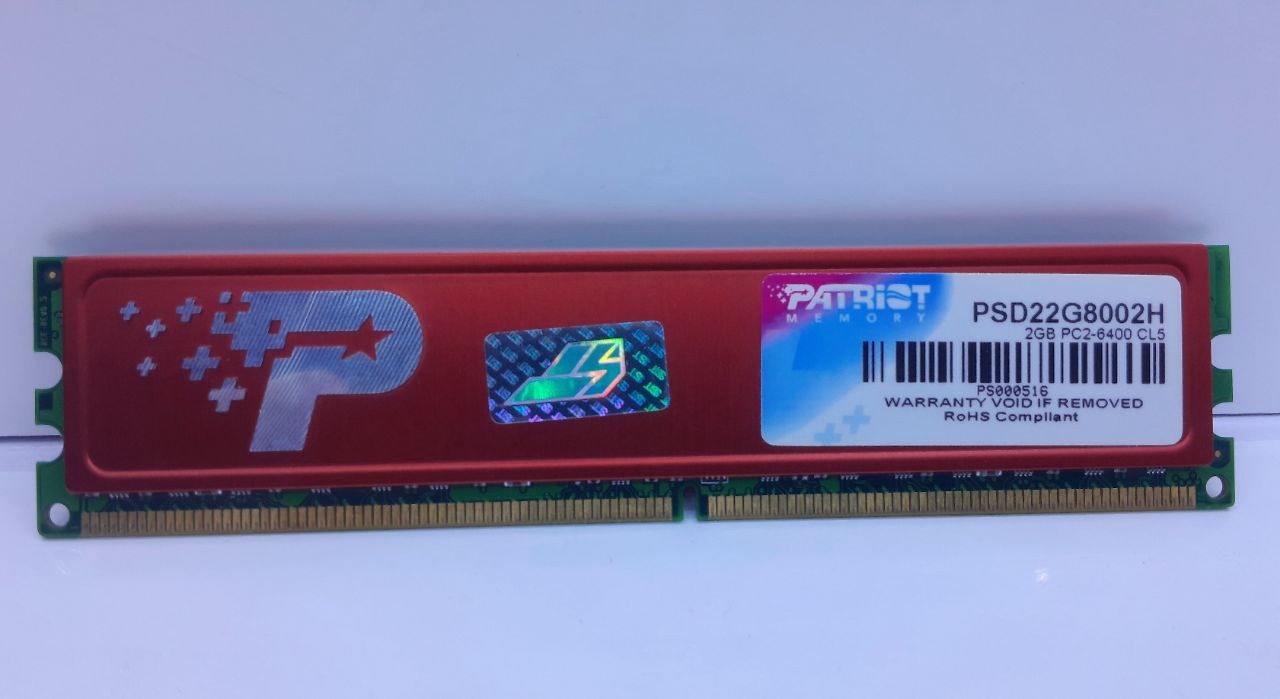 P
PATRiOT
MEMORY
PSD22G8002H
2GB PC2-6400 CL5
PS000516
WARRANTY VOID IF REMOVED
RoHS Compliant